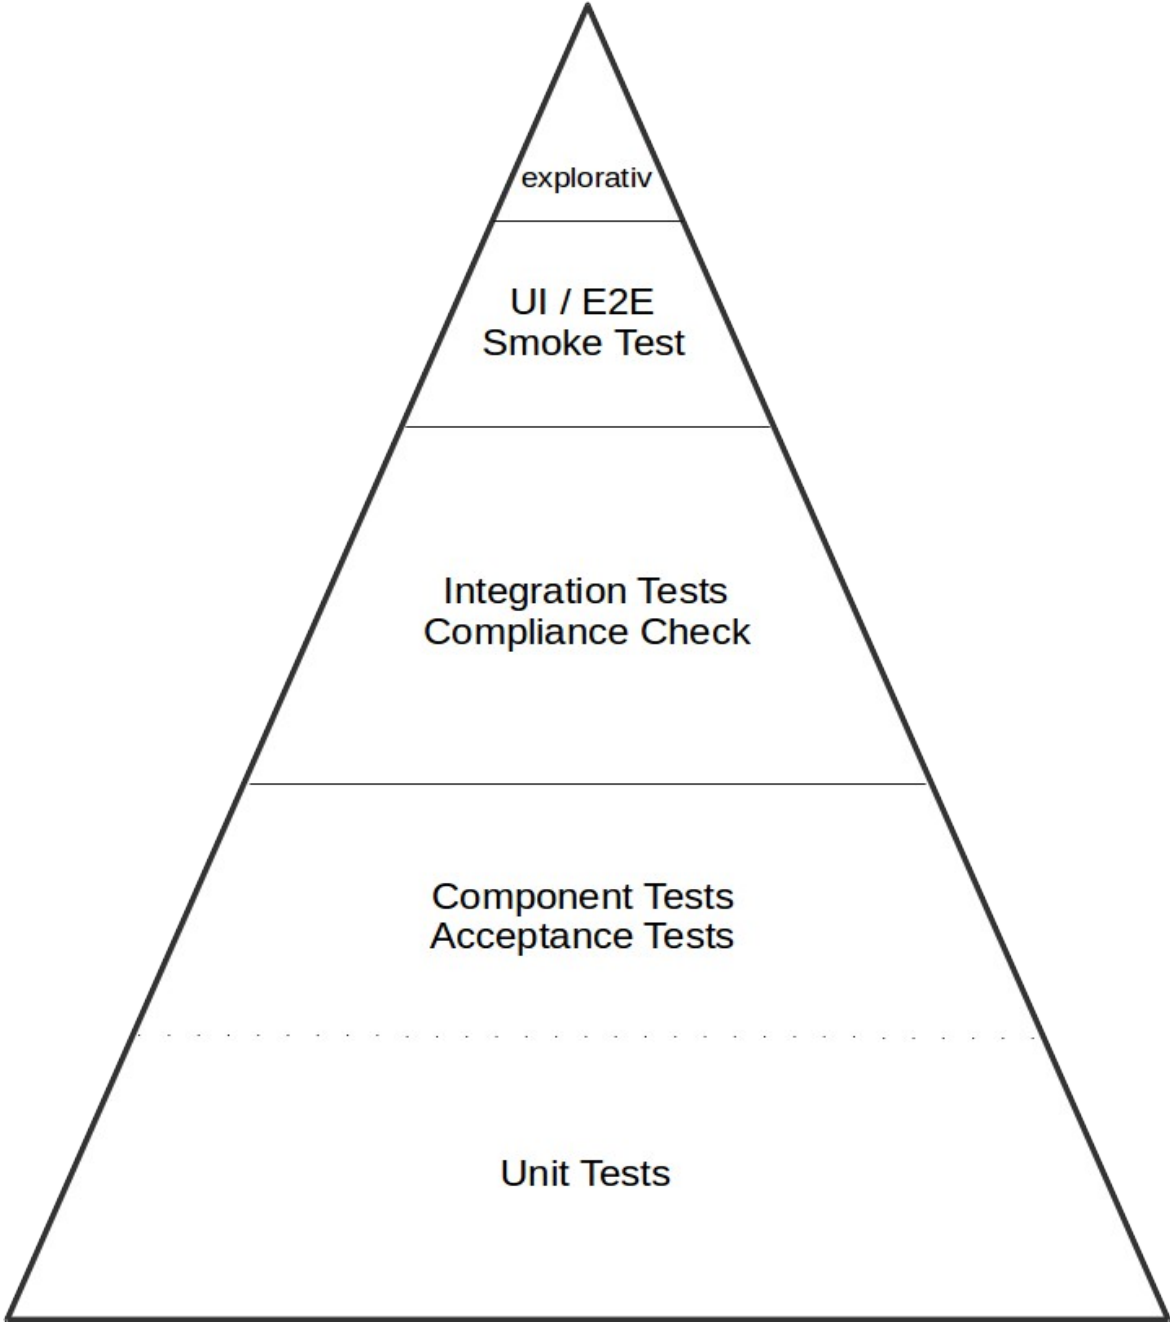 explorativ
UI / E2E
Smoke Test
Integration Tests
Compliance Check
Component Tests
Acceptance Tests
Unit Tests